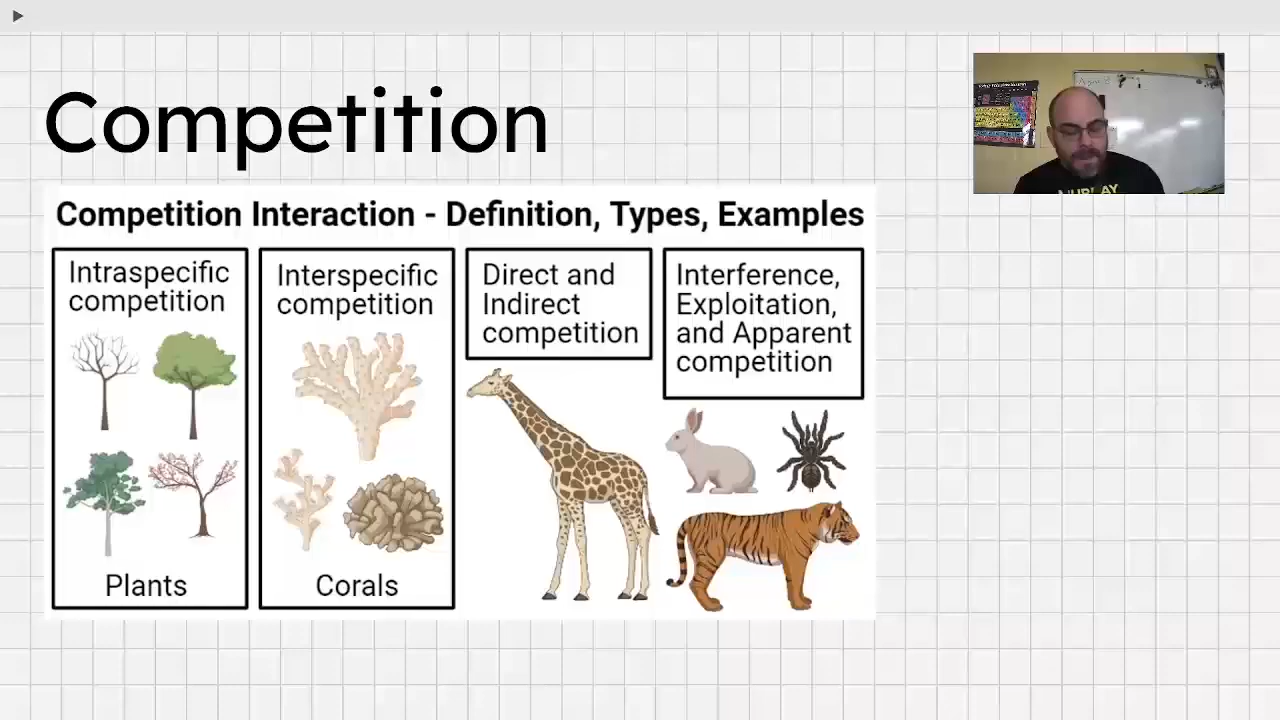 Competition
Competition Interaction - Definition, Types, Examples
Intraspecific
competition
Plants
Interspecific
competition
Corals
Direct and
Indirect
competition
Interference,
Exploitation,
and Apparent
competition